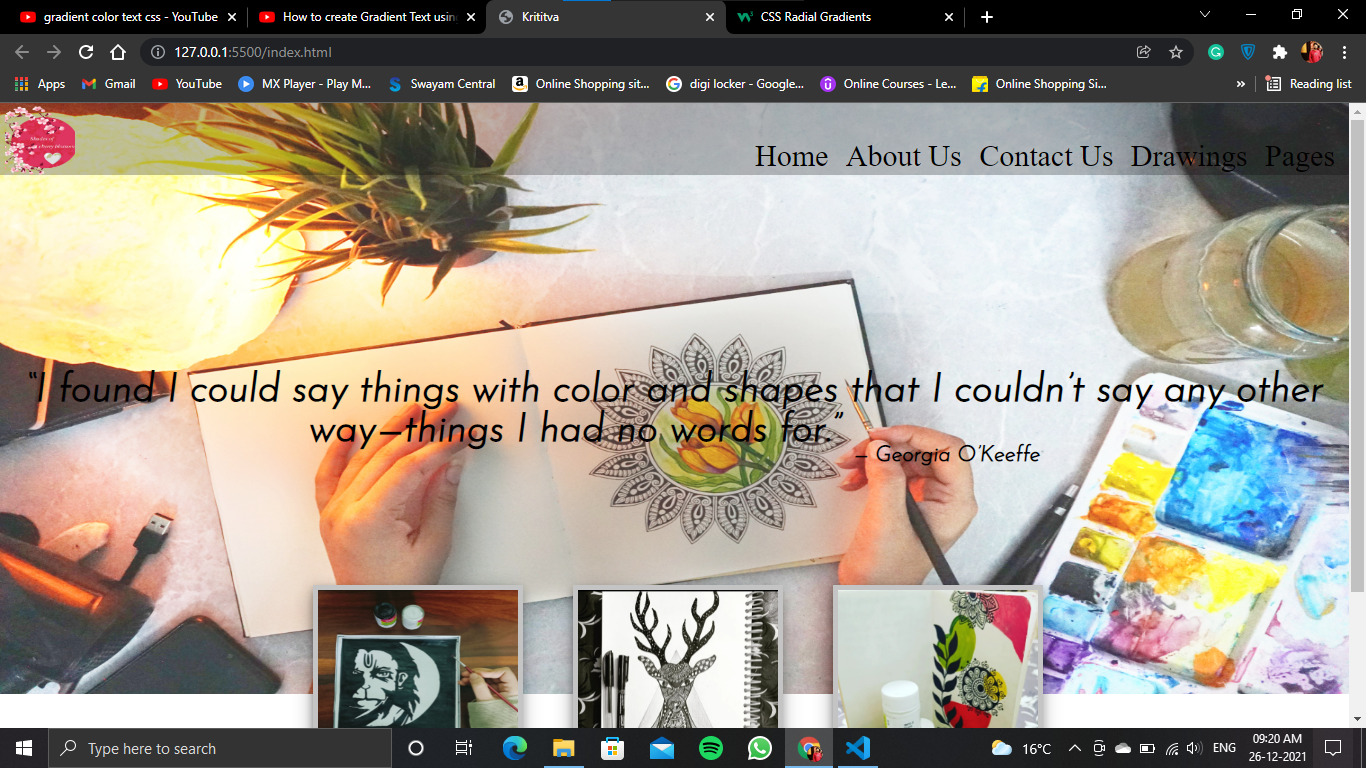 gradient color text css - YouTube
How to create Gradient Text usin
Krititva
CSS Radial Gradients
127.0.0.1:5500/index.html
Apps
Gmail
YouTube
MX Player - Play M...
Swayam Central
Online Shopping sit...
digi locker - Google...
Online Courses - Le...
Online Shopping Si...
»
Reading list
Home About Us Contact Us Drawings Pages
“I found I could say things with color and shapes that I couldn’t say any other
way—things I had no words for.”
— Georgia O’Keeffe
Type here to search
16°C
ENG
09:20 AM
26-12-2021